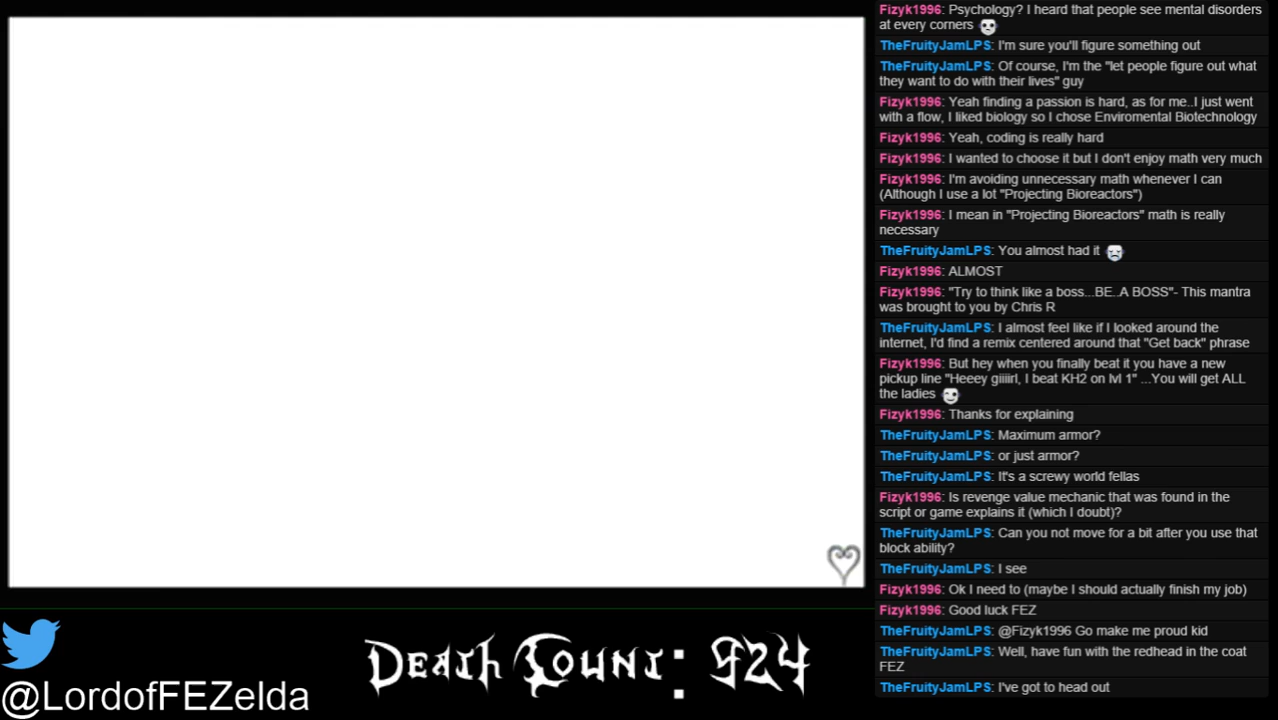 Fizyk1996: Psychology? I heard that people see mental disorders
at every corners
TheFruityJamLPS: I'm sure you'll figure something out
TheFruityJamLPS: Of course, I'm the "let people figure out what
they want to do with their lives" guy
Fizyk1996: Yeah finding a passion is hard, as for me..I just went
with a flow, I liked biology so I chose Enviromental Biotechnology
Fizyk1996: Yeah, coding is really hard
Fizyk1996: I wanted to choose it but I don't enjoy math very much
Fizyk1996: I'm avoiding unnecessary math whenever I can
(Although I use a lot "Projecting Bioreactors")
Fizyk1996: I mean in "Projecting Bioreactors" math is really
necessary
TheFruityJamLPS: You almost had it
Fizyk1996: ALMOST
Fizyk1996: "Try to think like a boss...BE..A BOSS"- This mantra
was brought to you by Chris R
TheFruityJamLPS: I almost feel like if I looked around the
internet, I'd find a remix centered around that "Get back" phrase
Fizyk1996: But hey when you finally beat it you have a new
pickup line "Heeey giiiirl, I beat KH2 on lvl 1" ...You will get ALL
the ladies
Fizyk1996: Thanks for explaining
TheFruityJamLPS: Maximum armor?
TheFruityJamLPS: or just armor?
TheFruityJamLPS: It's a screwy world fellas
Fizyk1996: Is revenge value mechanic that was found in the
script or game explains it (which I doubt)?
TheFruityJamLPS: Can you not move for a bit after you use that
block ability?
TheFruityJamLPS: I see
Fizyk1996: Ok I need to (maybe I should actually finish my job)
Fizyk1996: Good luck FEZ
TheFruityJamLPS: @Fizyk1996 Go make me proud kid
TheFruityJamLPS: Well, have fun with the redhead in the coat
FEZ
TheFruityJamLPS: I've got to head out
Death Count: 924
@LordofFEZelda